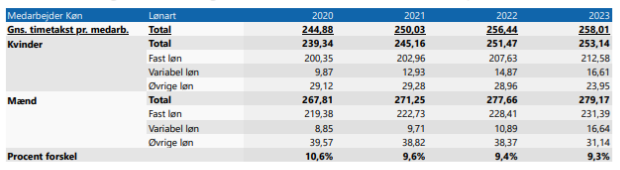 Medarbejder Køn Lønart 2020 2021 2022 2023
Gns. timetakst pr. medarb. Total 244,88 250,03 256,44 258,01
Kvinder Total 239,34 245,16 251,47 253,14
Fast løn 200,35 202,96 207,63 212,58
Variabel løn 9,87 12,93 14,87 16,61
Øvrige løn 29,12 29,28 28,96 23,95
Mænd Total 267,81 271,25 277,66 279,17
Fast løn 219,38 222,73 228,41 231,39
Variabel løn 8,85 9,71 10,89 16,64
Øvrige løn 39,57 38,82 38,37 31,14
Procent forskel 10,6% 9,6% 9,4% 9,3%